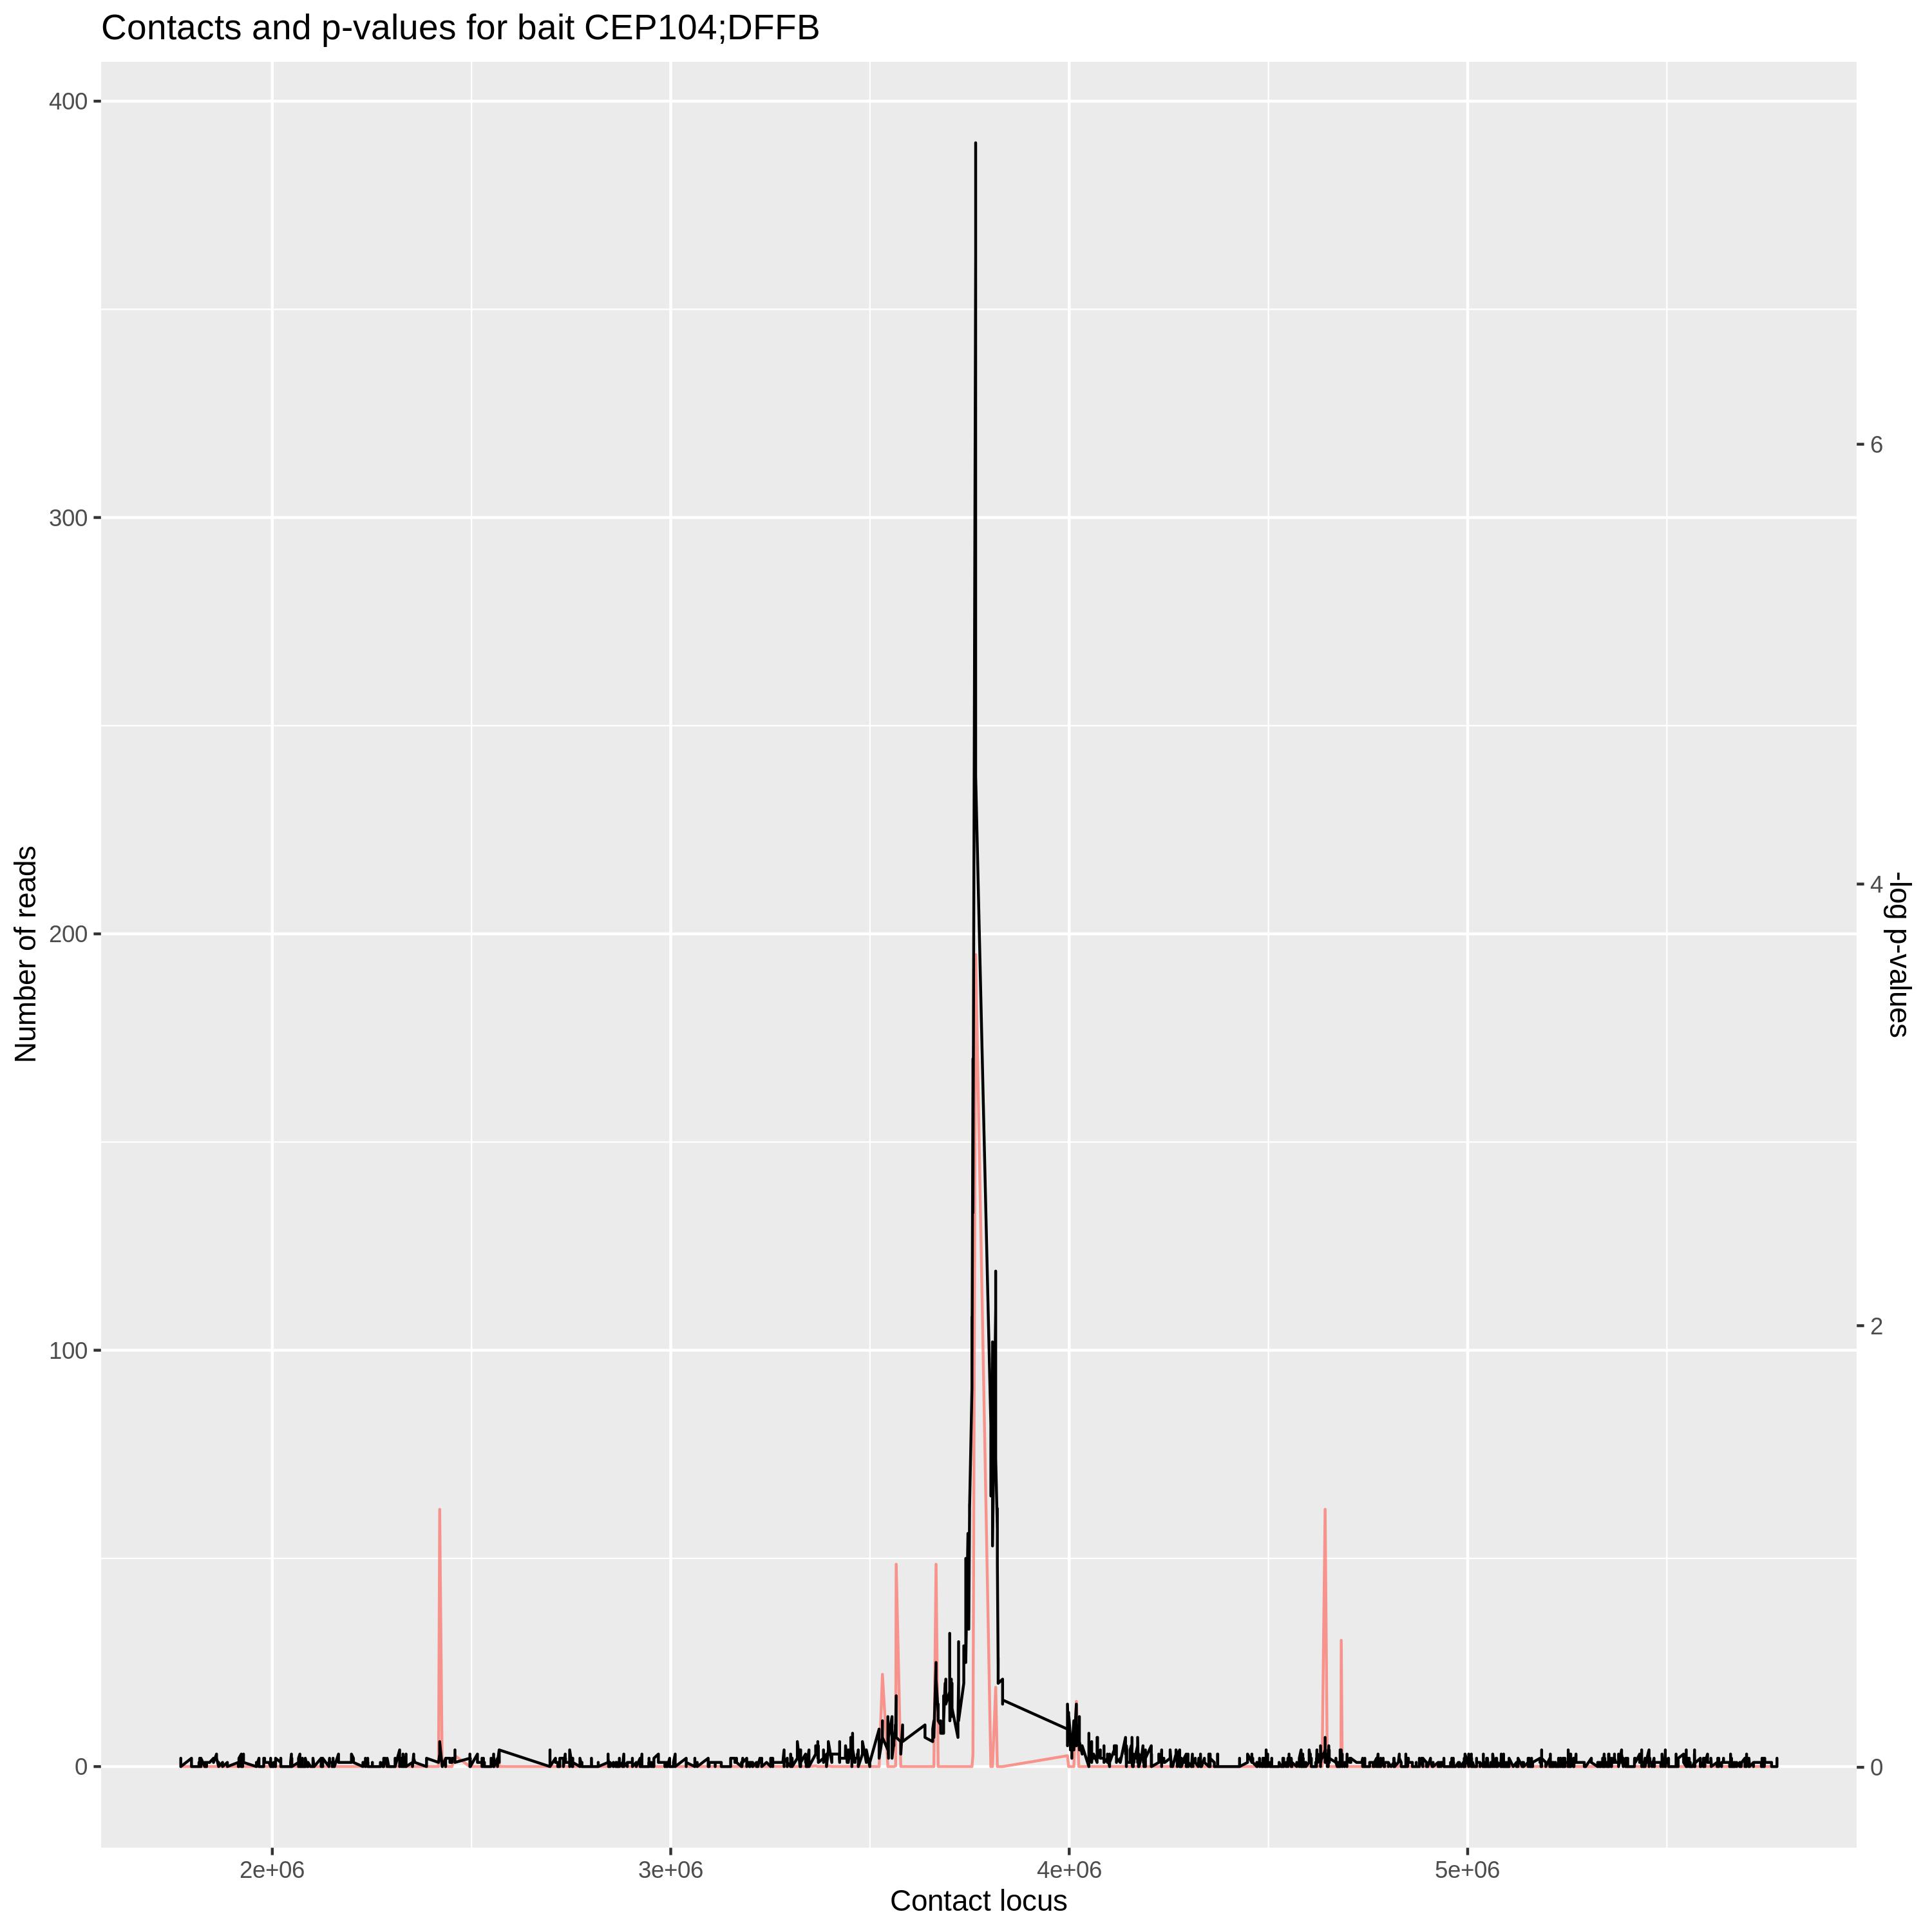 Contacts and p-values for bait CEP104;DFFB
400
300
200
100
0
Number of reads
6
4
2
0
-log p-values
2e+06
3e+06
4e+06
5e+06
Contact locus